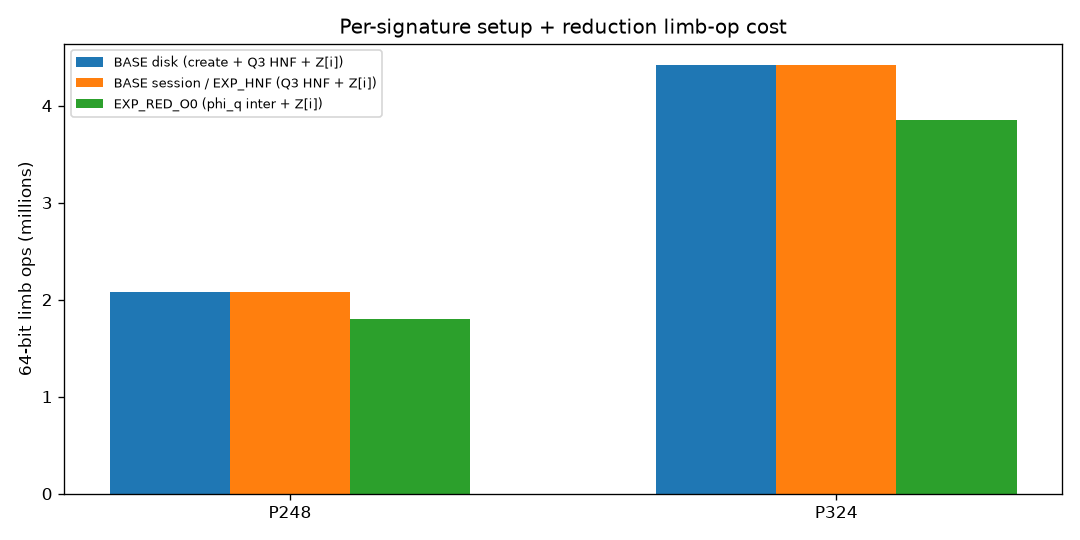 Per-signature setup + reduction limb-op cost
BASE disk (create + Q3 HNF + Z[i])
BASE session / EXP_HNF (Q3 HNF + Z[i])
EXP_RED_O0 (phi_q inter + Z[i])
64-bit limb ops (millions)
4
3
2
1
0
P248 P324